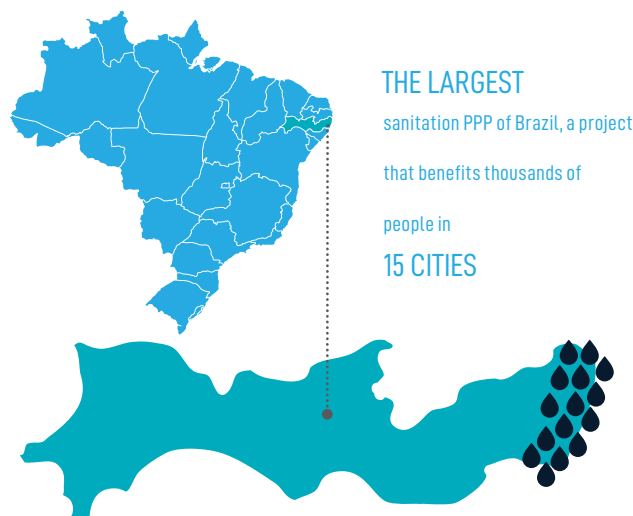 THE LARGEST
sanitation PPP of Brazil, a project
that benefits thousands of
people in
15 CITIES